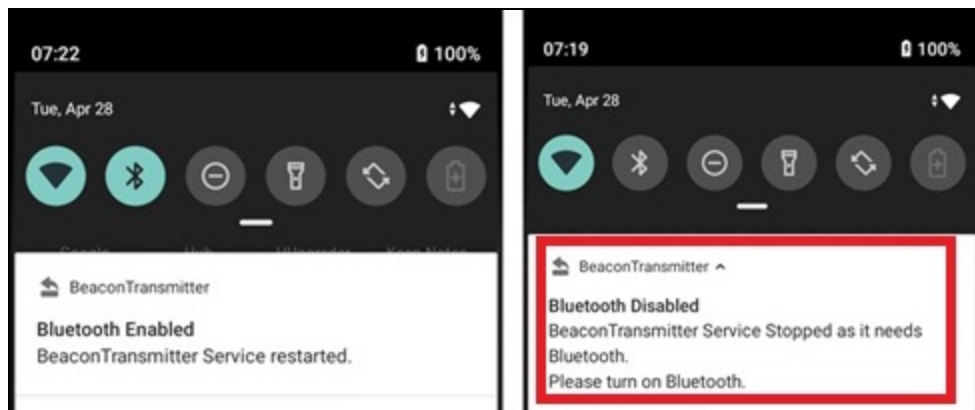 07:22
100%
Tue, Apr 28
BeaconTransmitter
Bluetooth Enabled
BeaconTransmitter Service restarted.
07:19
100%
Tue, Apr 28
BeaconTransmitter
Bluetooth Disabled
BeaconTransmitter Service Stopped as it needs
Bluetooth.
Please turn on Bluetooth.